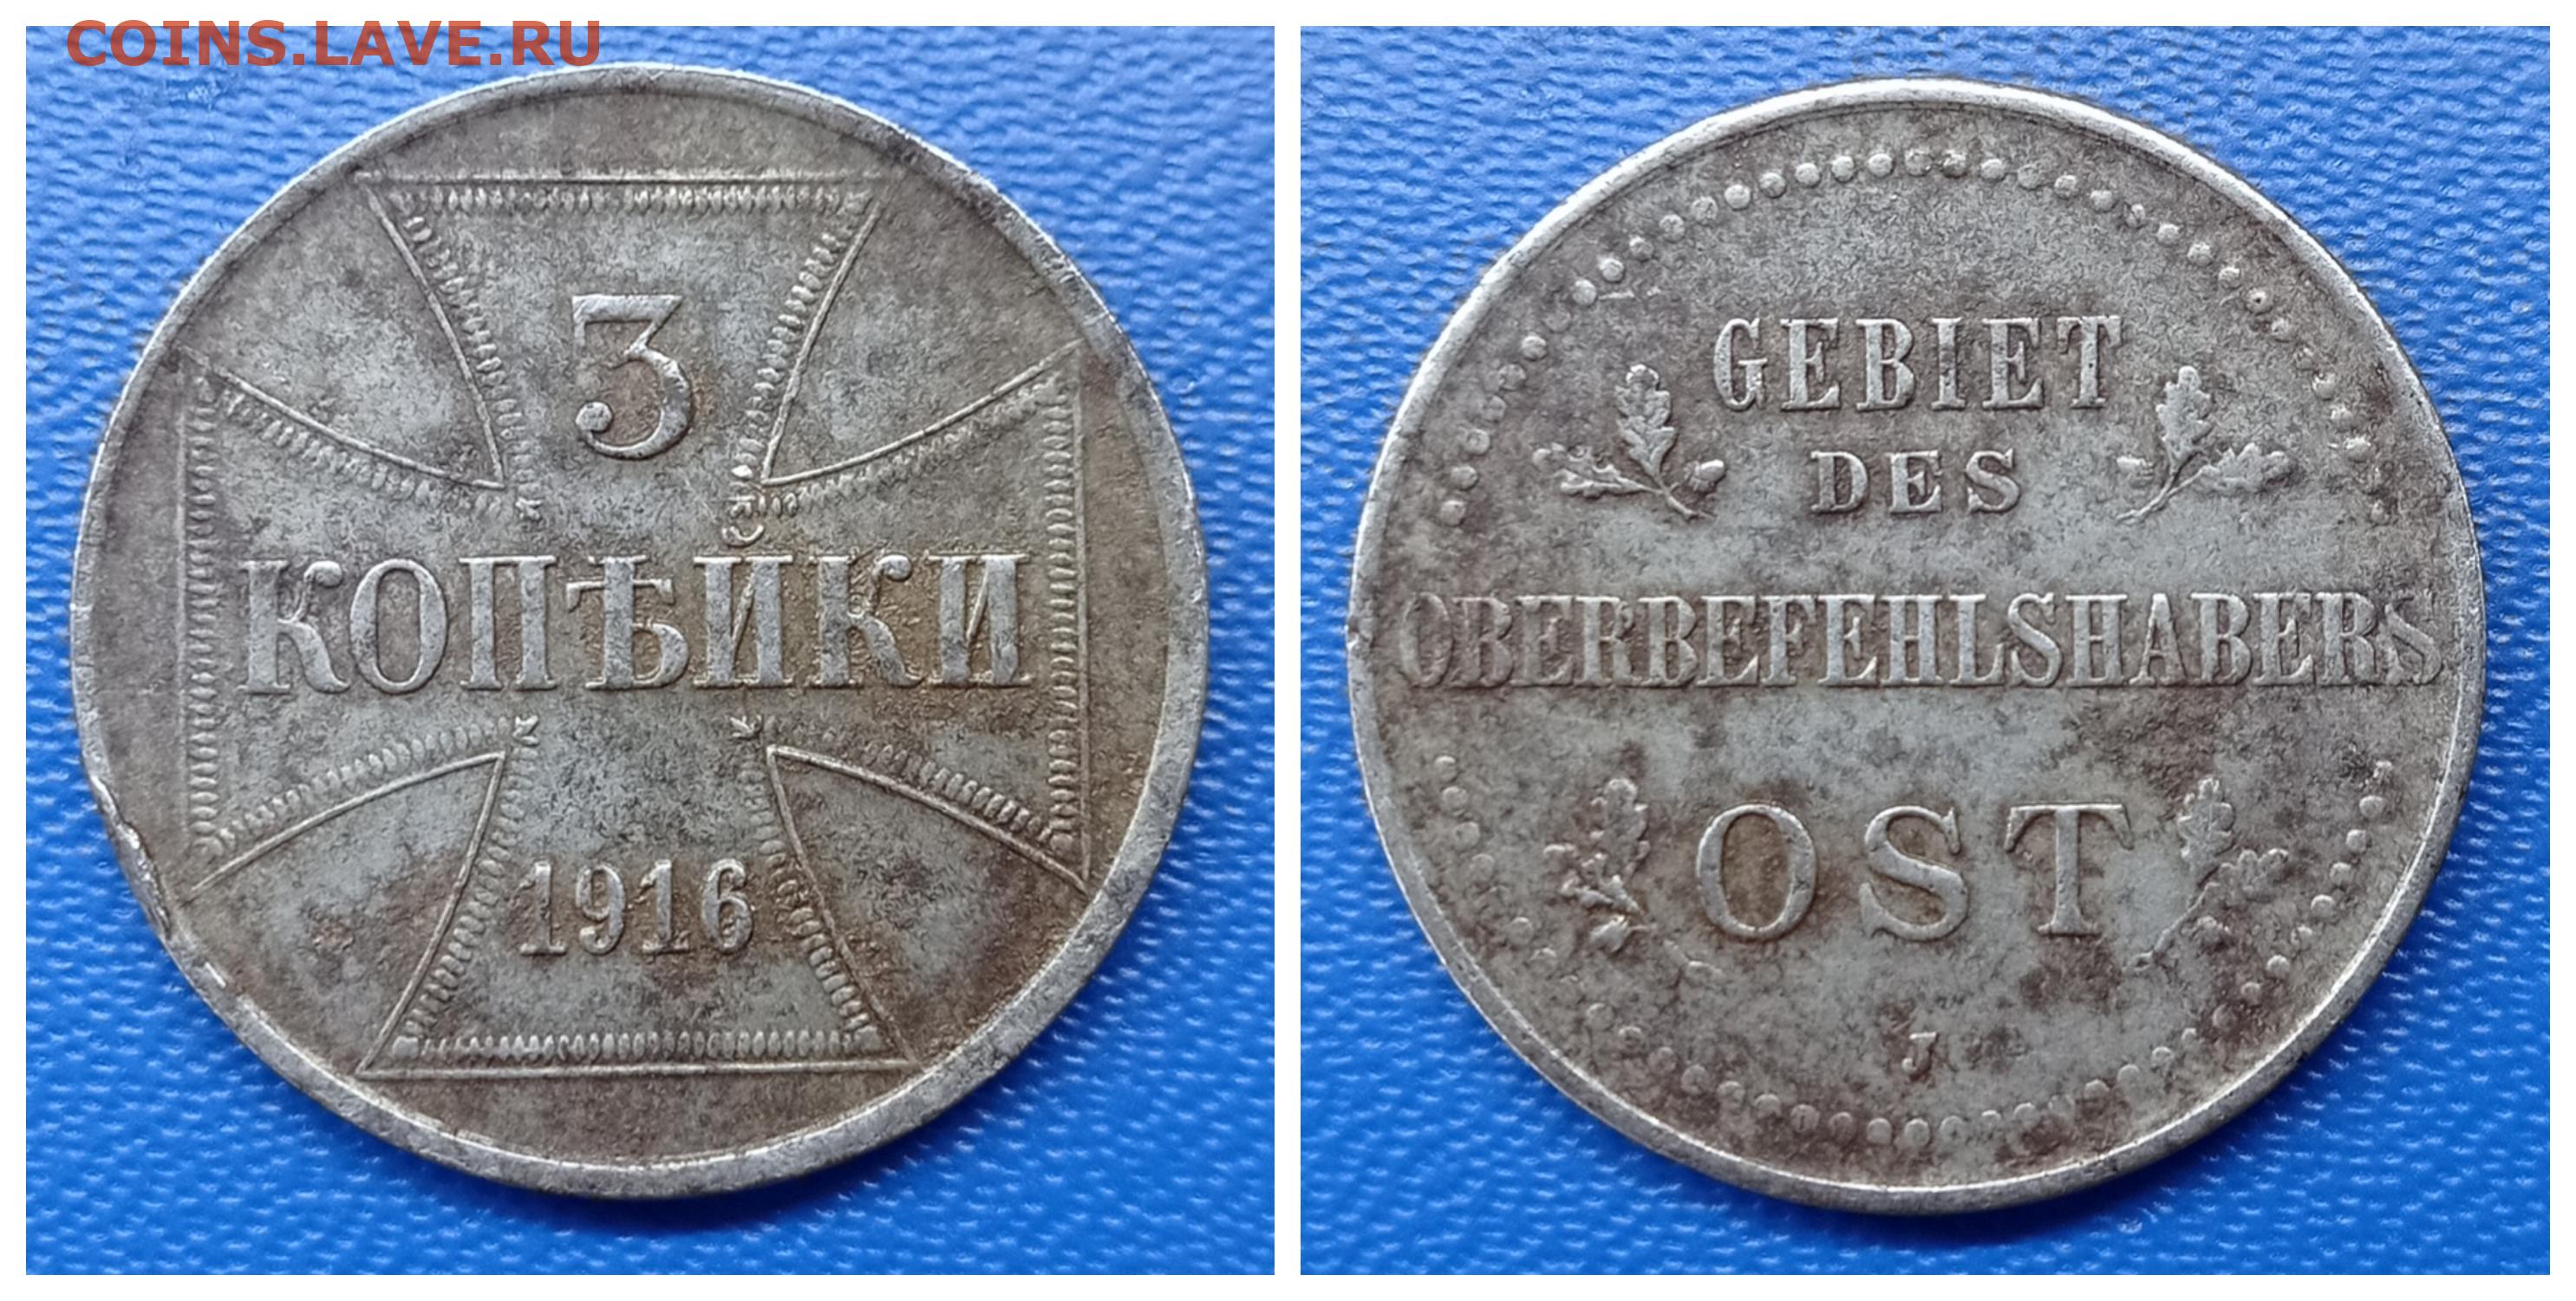 COINS.LAVE.RU
3
КОПѢЙКИ
1916
GEBIET
DES
OBERBEFEHLSHABERS
OST
J